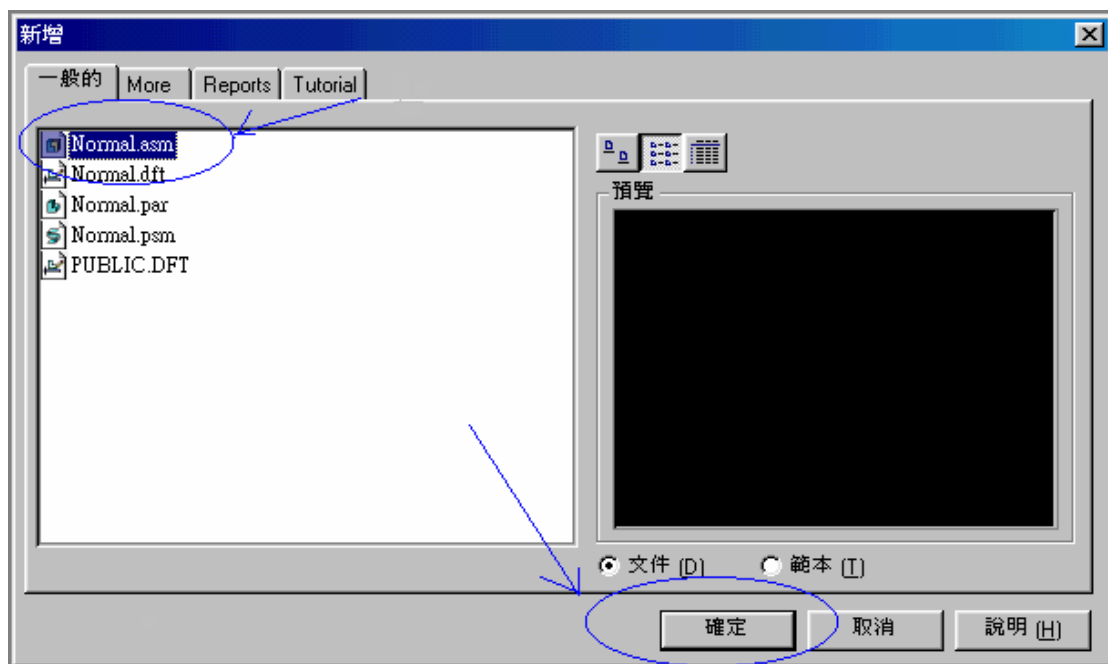 新增
一般的 More Reports Tutorial
Normal.asm
Normal.dft
Normal.par
Normal.psm
PUBLIC.DFT
預覽
文件 (D) 範本 (T)
確定 取消 說明 (H)